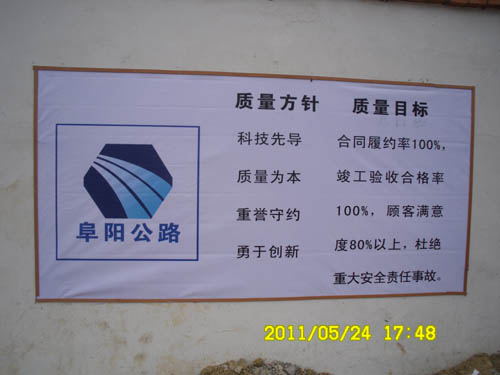 阜阳公路
质量方针
科技先导
质量为本
重誉守约
勇于创新
质量目标
合同履约率100%,
竣工验收合格率
100%，顾客满意
度80%以上，杜绝
重大安全责任事故。
2011/05/24 17:48